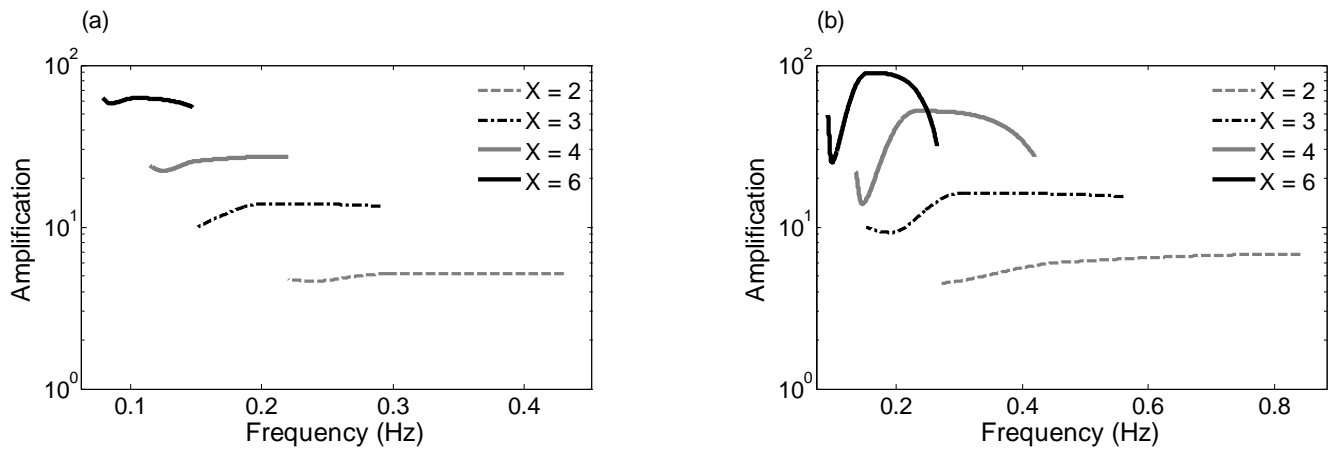 (a)
Amplification
10^2
10^1
10^0
X = 2
X = 3
X = 4
X = 6
0.1 0.2 0.3 0.4
Frequency (Hz)
(b)
Amplification
10^2
10^1
10^0
X = 2
X = 3
X = 4
X = 6
0.2 0.4 0.6 0.8
Frequency (Hz)